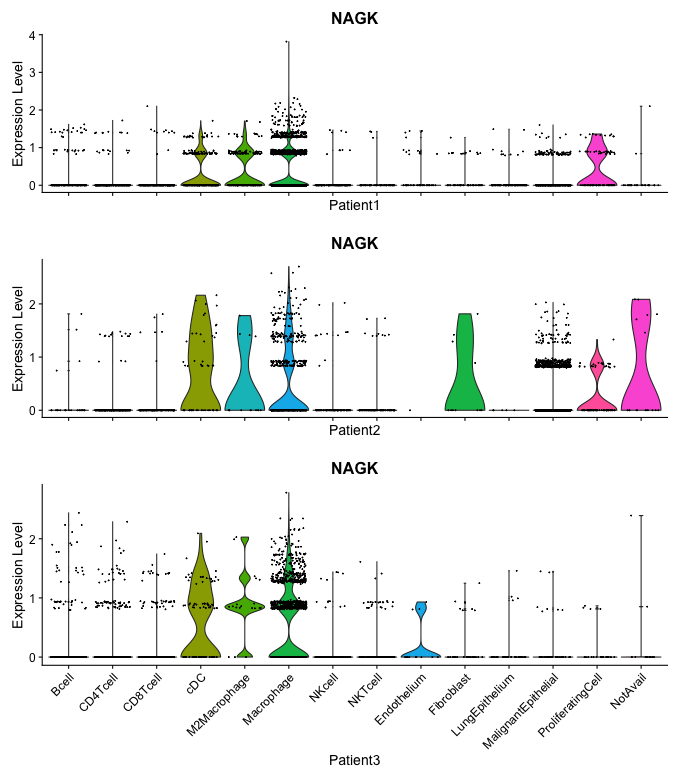 NAGK
Expression Level
4
3
2
1
0
Patient1
NAGK
Expression Level
2
1
0
Patient2
NAGK
Expression Level
2
1
0
Bcell
CD4Tcell
CD8Tcell
cDC
M2Macrophage
Macrophage
NKcell
NKTcell
Endothelium
Fibroblast
LungEpithelium
MalignantEpithelial
ProliferatingCell
NotAvail
Patient3